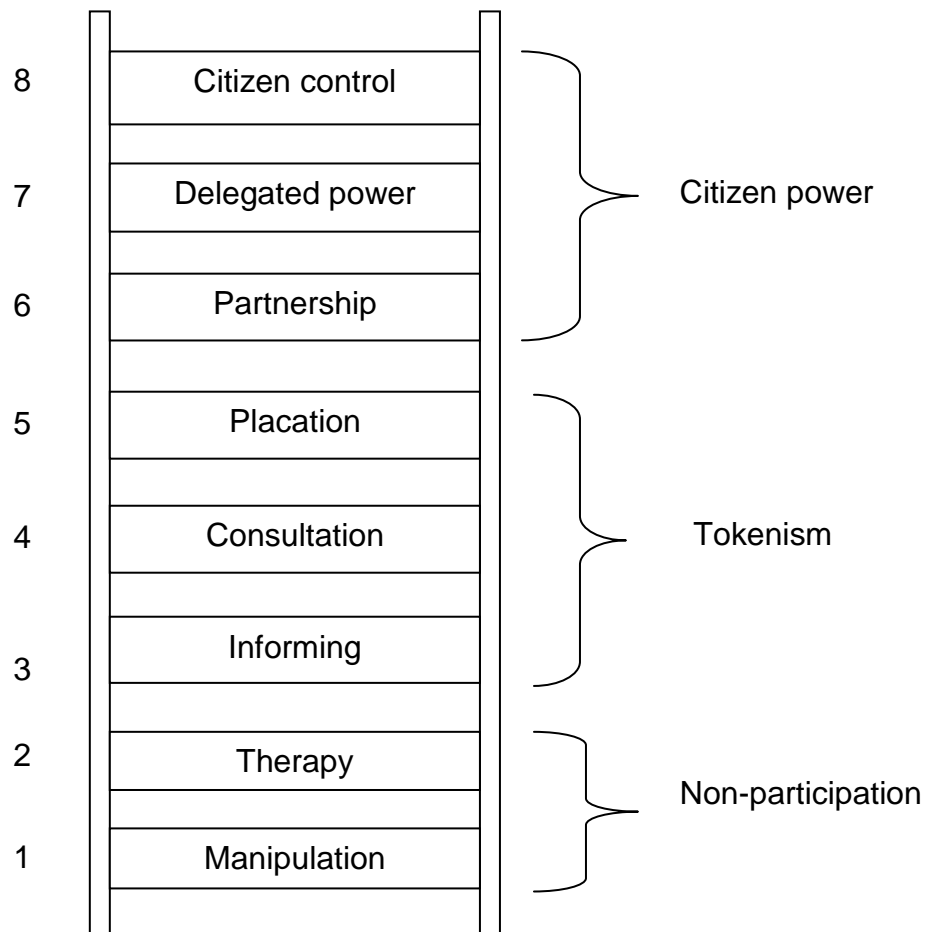 8 Citizen control
7 Delegated power Citizen power
6 Partnership
5 Placation
4 Consultation Tokenism
3 Informing
2 Therapy
Non-participation
1 Manipulation